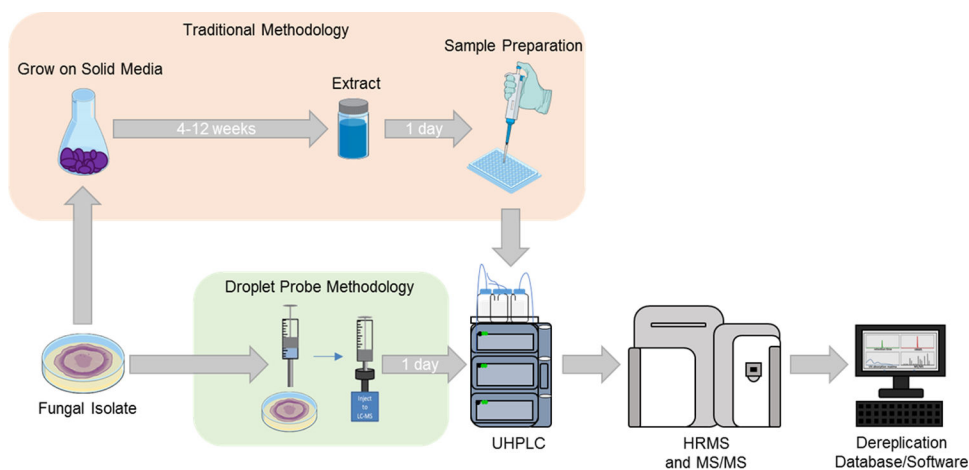 Traditional Methodology
Sample Preparation
Grow on Solid Media
Extract
4-12 weeks
1 day
Droplet Probe Methodology
1 day
Inject
to
LC-MS
Fungal Isolate
UHPLC
HRMS
and MS/MS
Dereplication
Database/Software